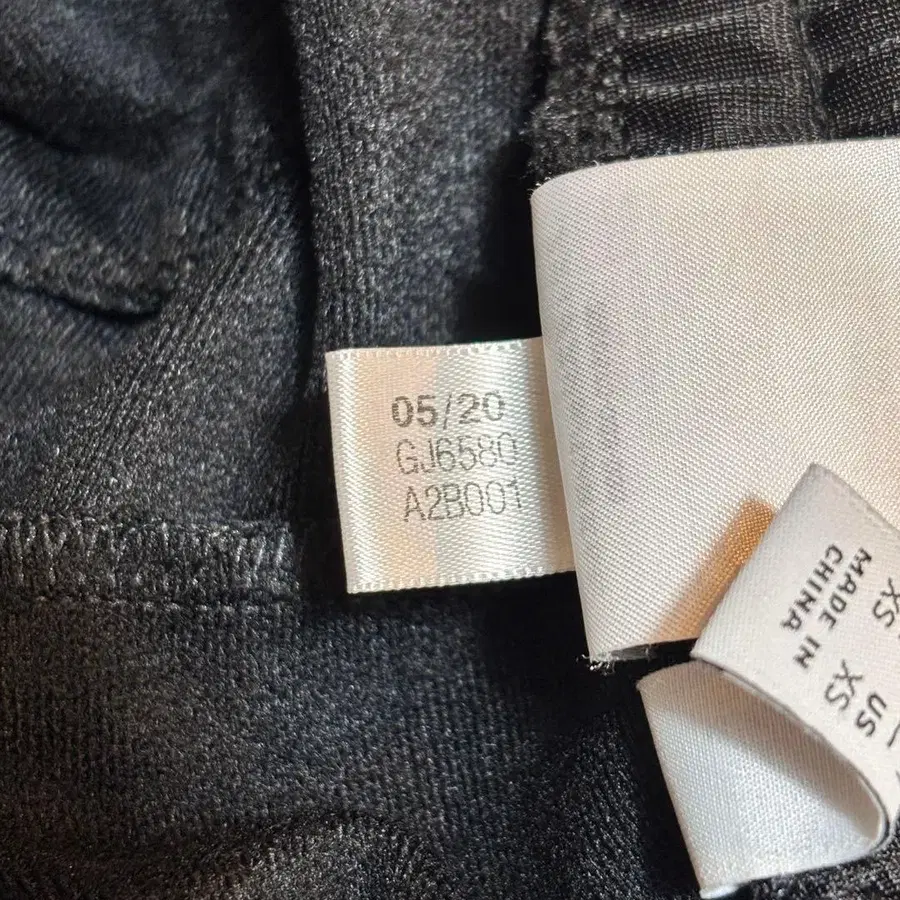 05/20
GJ6580
A2B001
MADE IN
CHINA
XS
XS
US